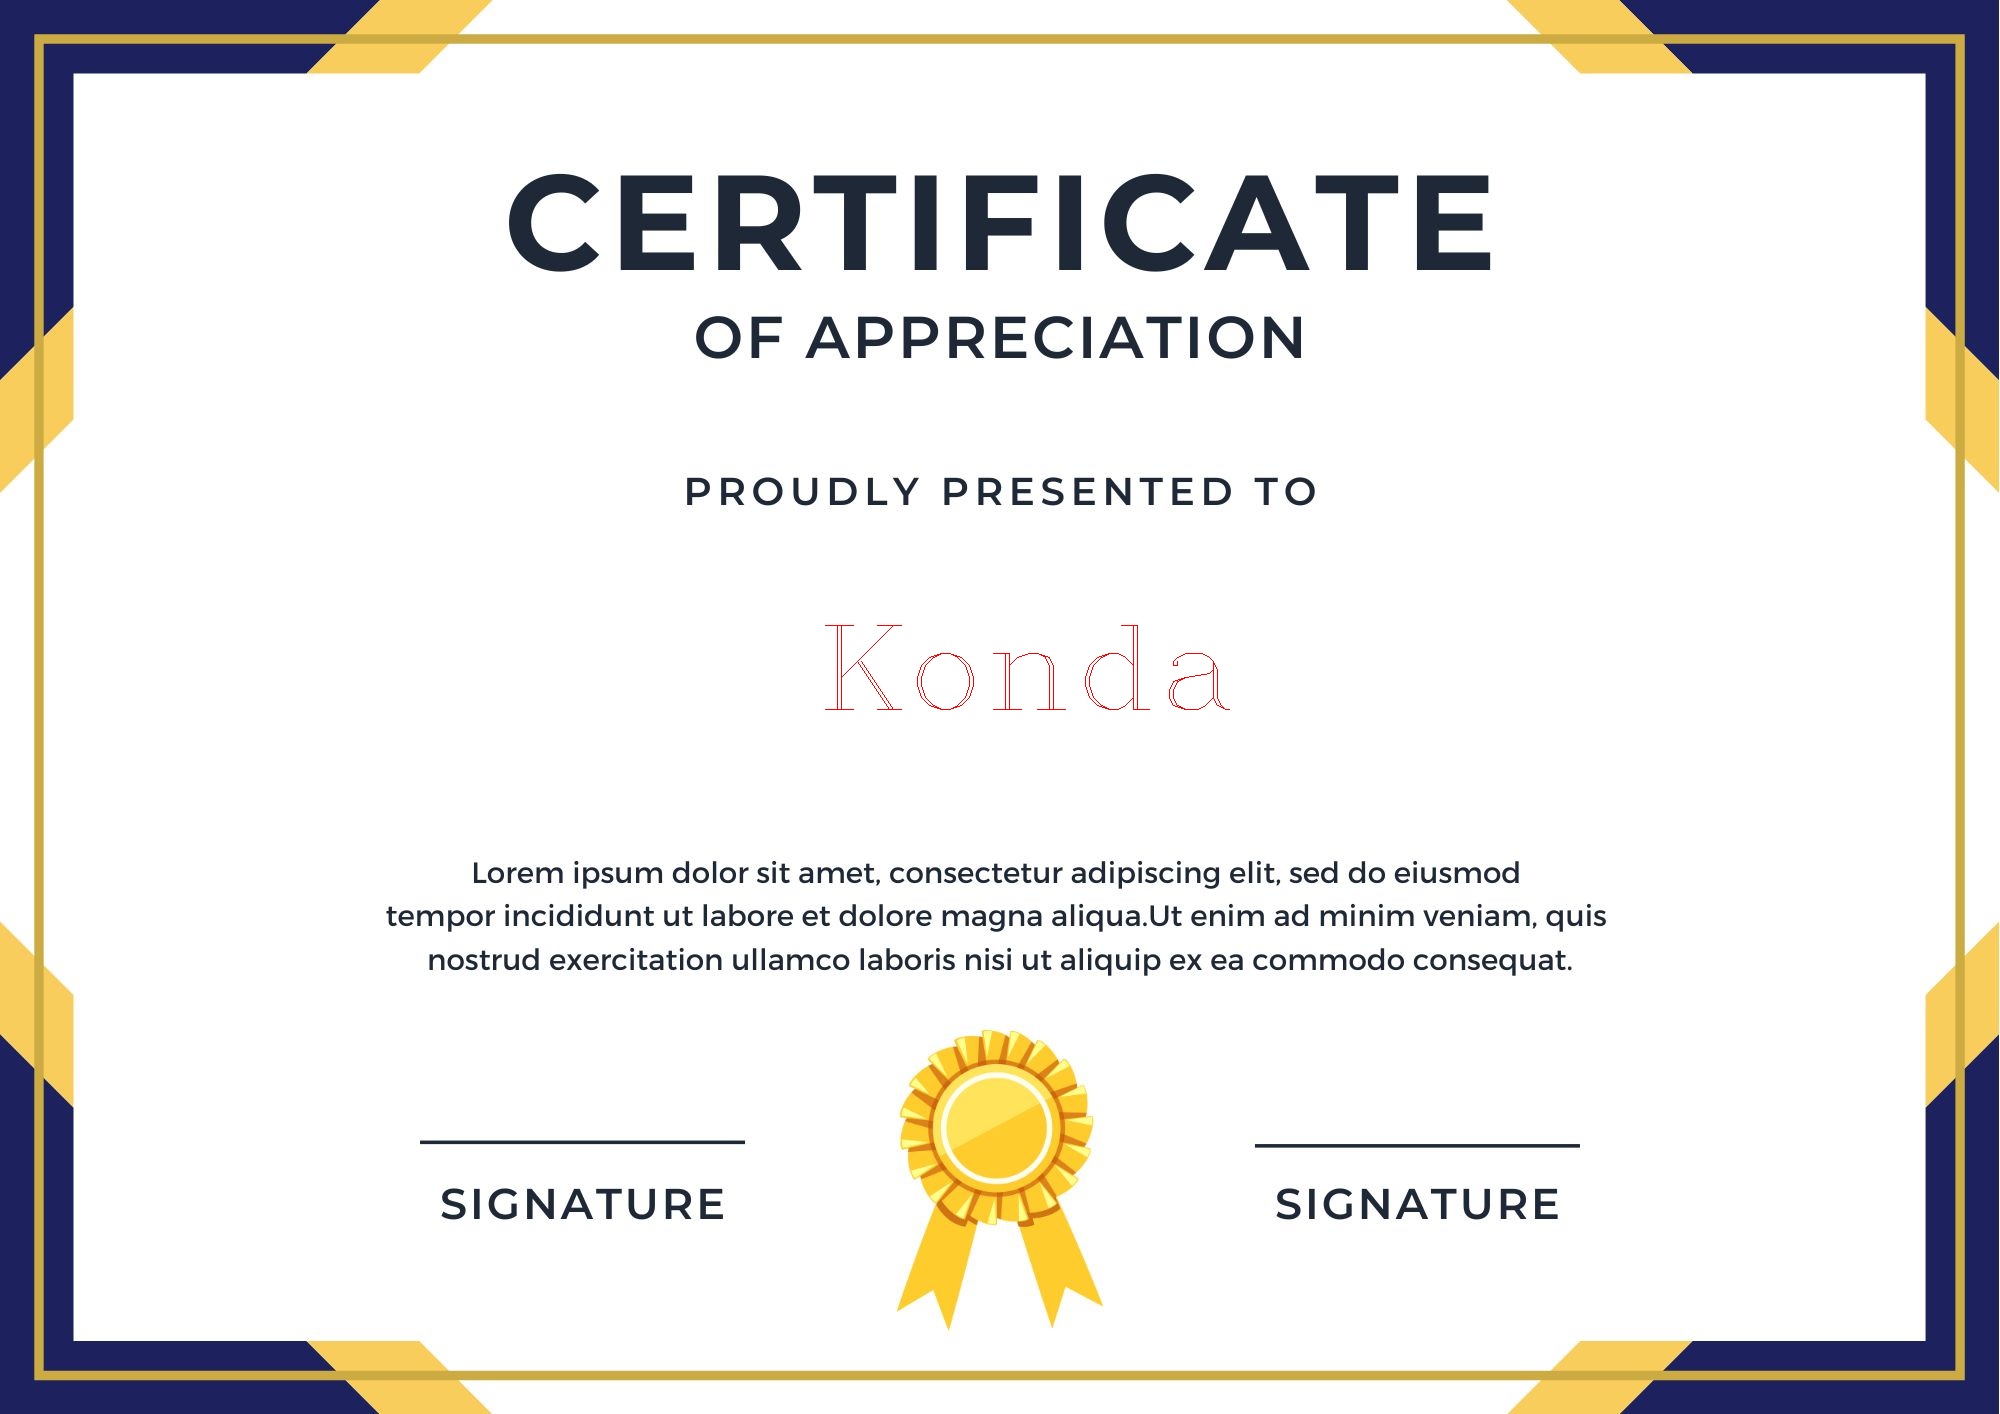 CERTIFICATE
OF APPRECIATION
PROUDLY PRESENTED TO
Konda
Lorem ipsum dolor sit amet, consectetur adipiscing elit, sed do eiusmod
tempor incididunt ut labore et dolore magna aliqua.Ut enim ad minim veniam, quis
nostrud exercitation ullamco laboris nisi ut aliquip ex ea commodo consequat.
SIGNATURE
SIGNATURE